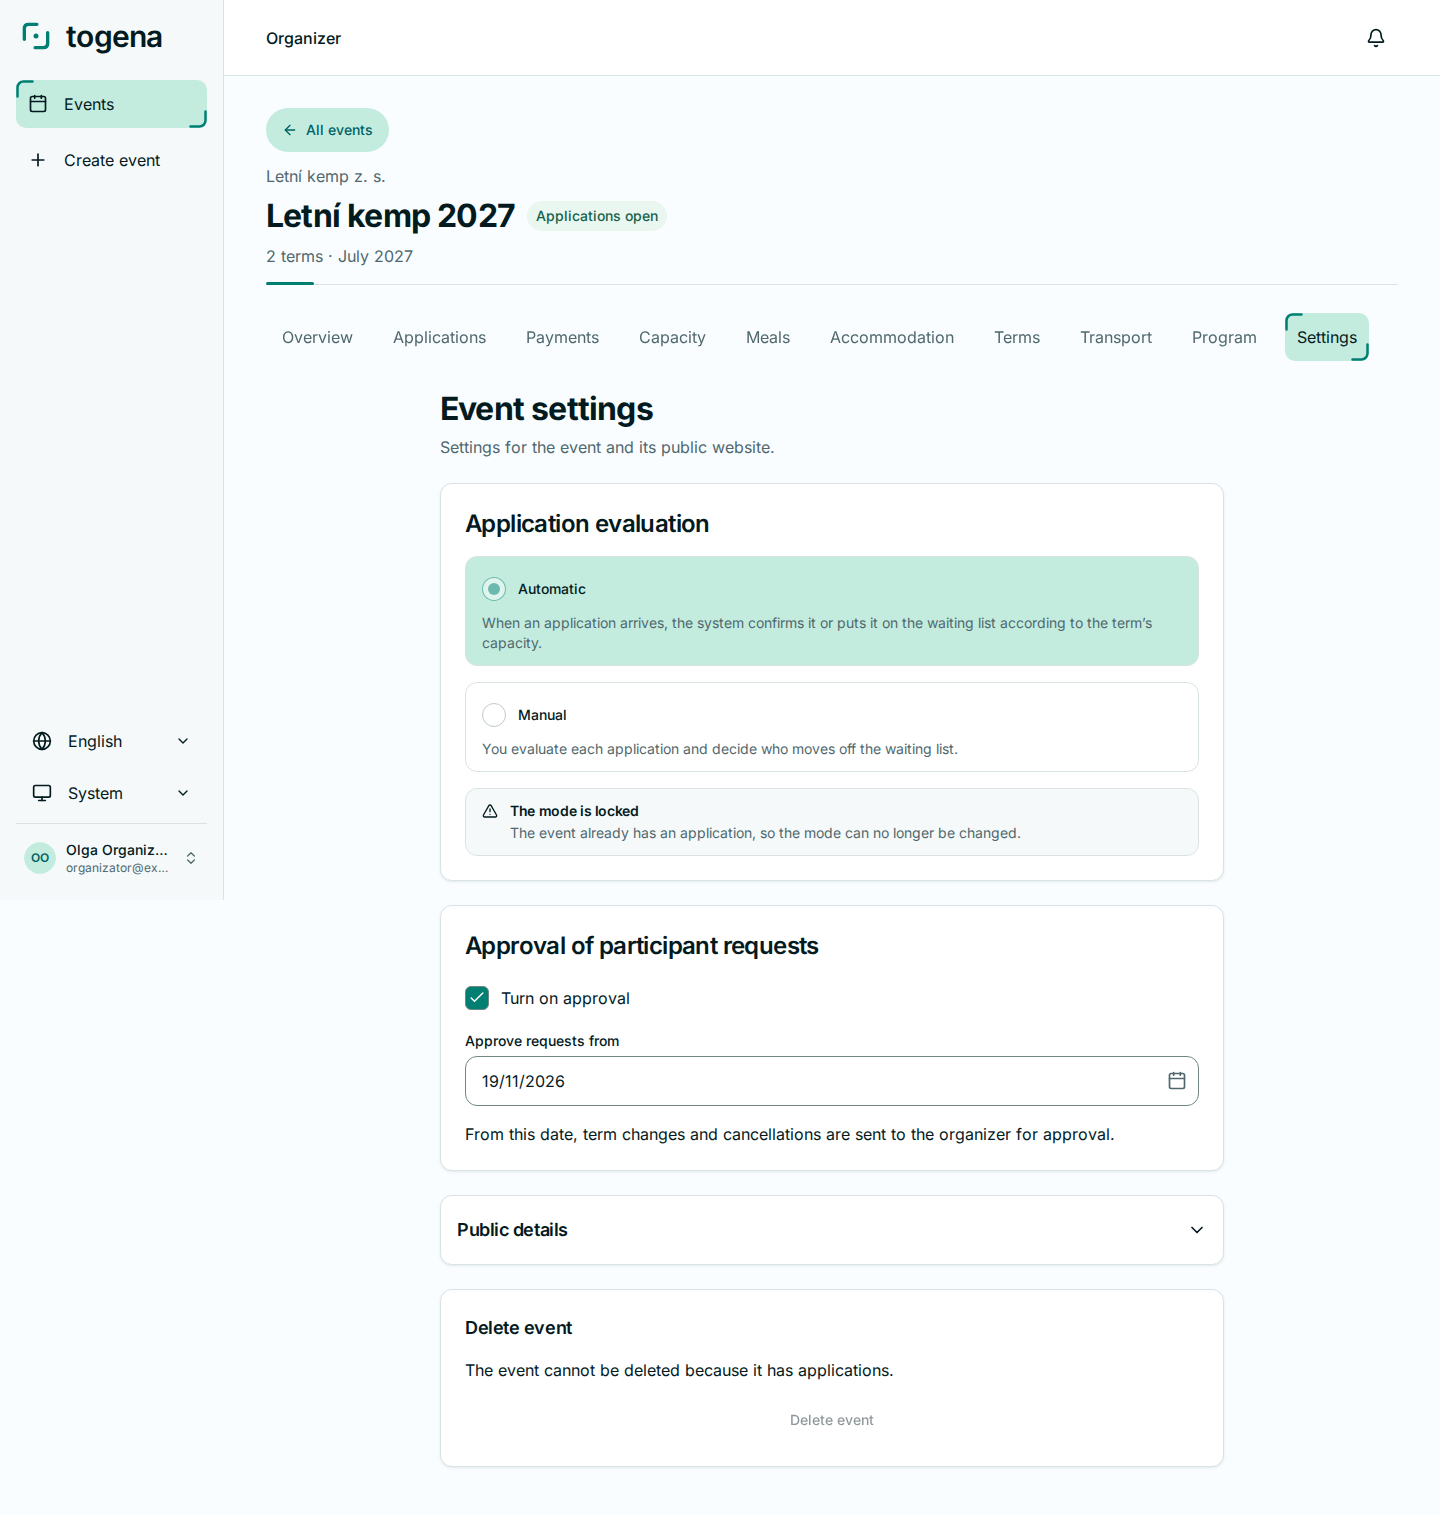 togena
Organizer
Events
Create event
All events
Letní kemp z. s.
Letní kemp 2027
Applications open
2 terms · July 2027
Overview
Applications
Payments
Capacity
Meals
Accommodation
Terms
Transport
Program
Settings
Event settings
Settings for the event and its public website.
Application evaluation
Automatic
When an application arrives, the system confirms it or puts it on the waiting list according to the term’s
capacity.
Manual
You evaluate each application and decide who moves off the waiting list.
The mode is locked
The event already has an application, so the mode can no longer be changed.
English
System
OO
Olga Organiz…
organizator@ex…
Approval of participant requests
Turn on approval
Approve requests from
19/11/2026
From this date, term changes and cancellations are sent to the organizer for approval.
Public details
Delete event
The event cannot be deleted because it has applications.
Delete event